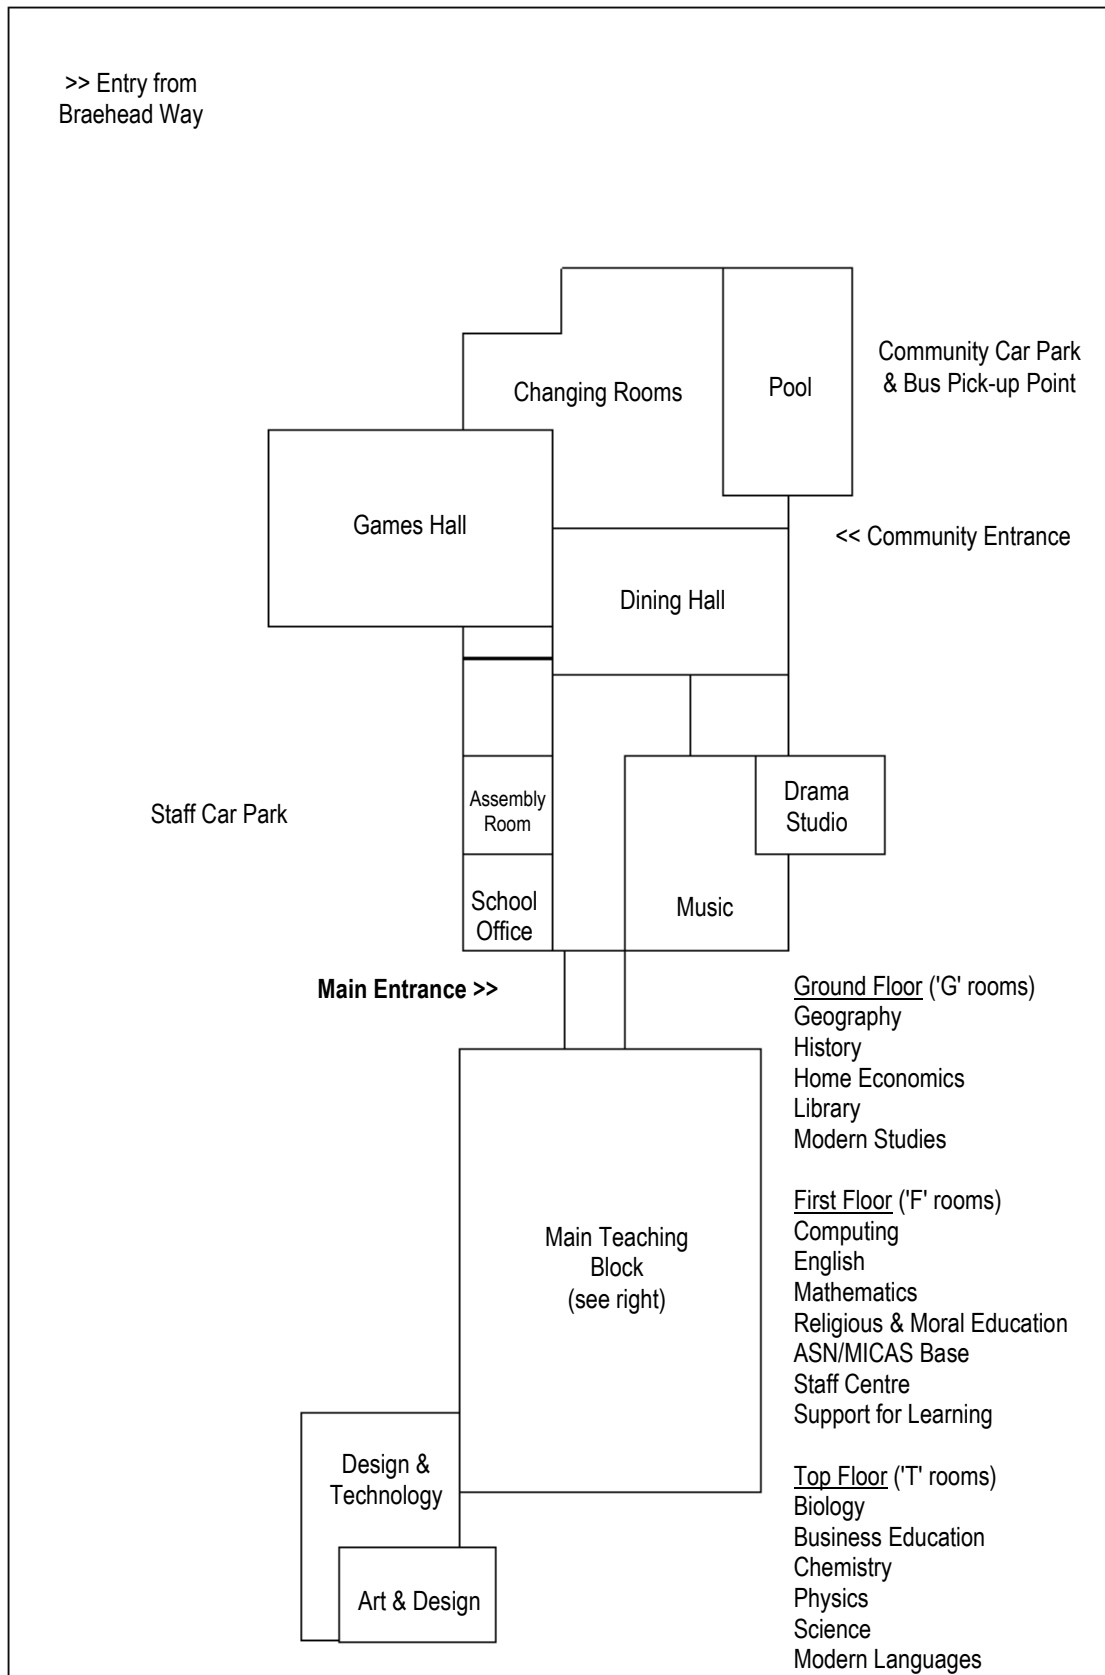 >> Entry from
Braehead Way
Changing Rooms
Pool
Community Car Park
& Bus Pick-up Point
Games Hall
<< Community Entrance
Dining Hall
Staff Car Park
Assembly
Room
Drama
Studio
School
Office
Music
Main Entrance >>
Ground Floor ('G' rooms)
Geography
History
Home Economics
Library
Modern Studies
Main Teaching
Block
(see right)
First Floor ('F' rooms)
Computing
English
Mathematics
Religious & Moral Education
ASN/MICAS Base
Staff Centre
Support for Learning
Design &
Technology
Art & Design
Top Floor ('T' rooms)
Biology
Business Education
Chemistry
Physics
Science
Modern Languages